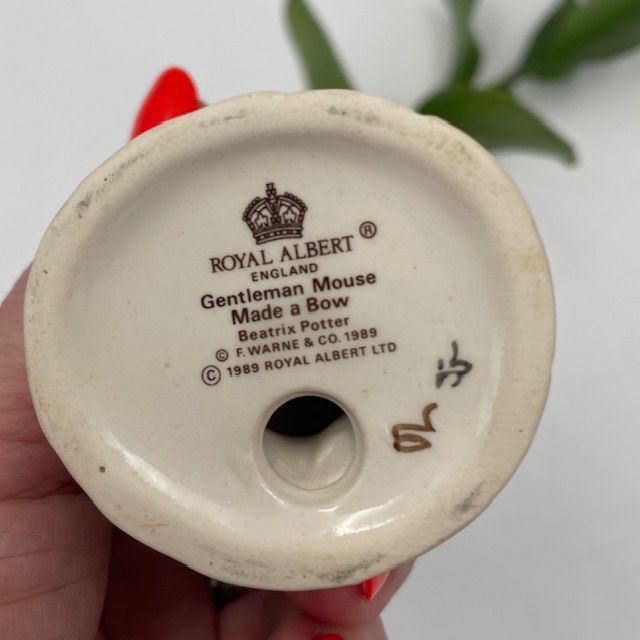 ROYAL ALBERT ®
ENGLAND
Gentleman Mouse
Made a Bow
Beatrix Potter
© F. WARNE & CO. 1989
© 1989 ROYAL ALBERT LTD